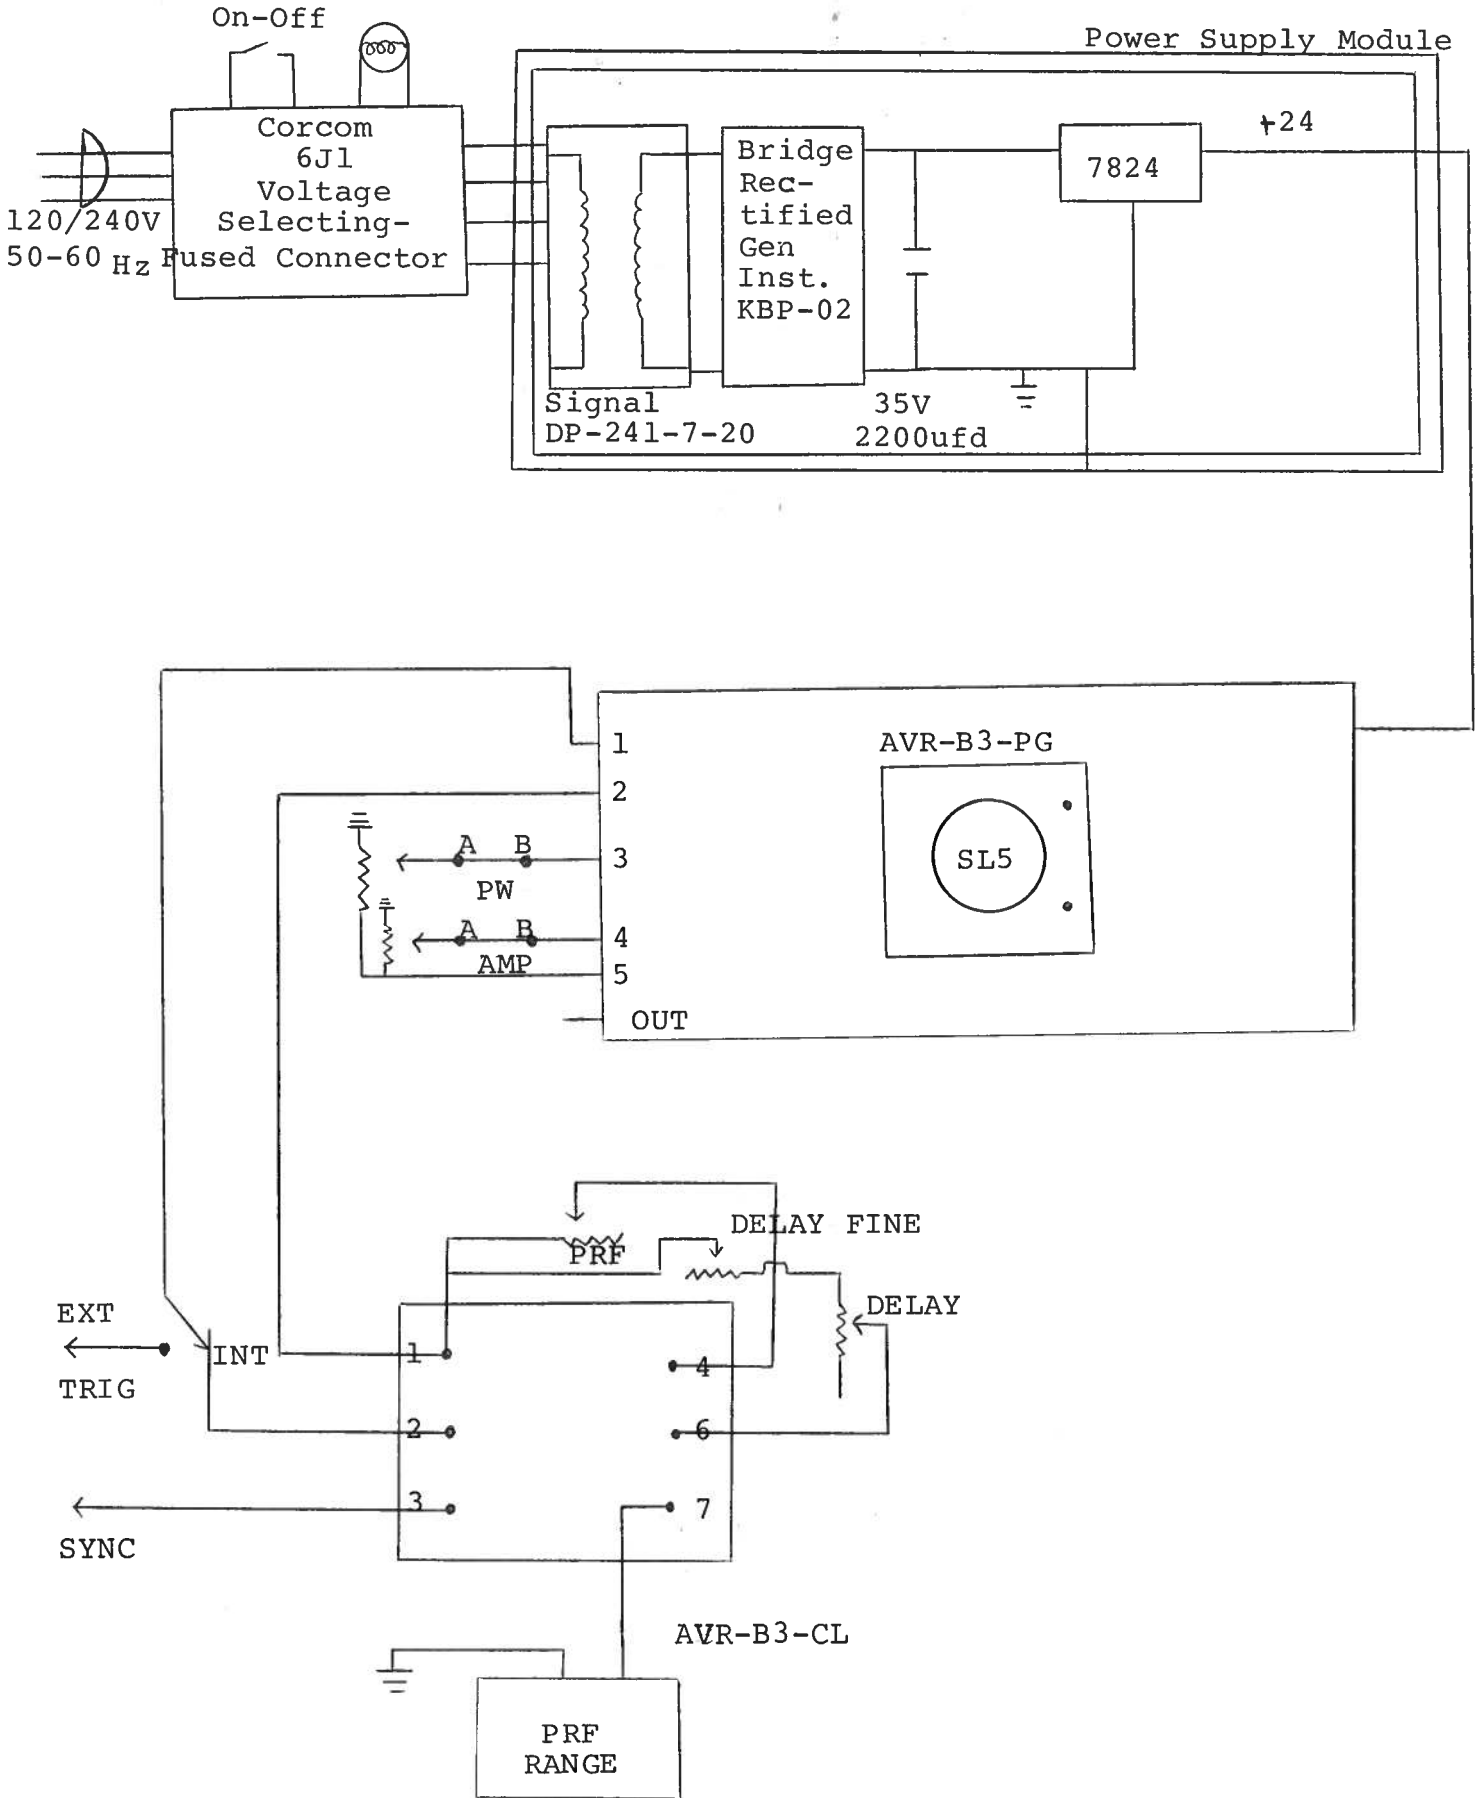 On-Off
Power Supply Module
Corcom
6J1
Voltage
Selecting-
Fused Connector
120/240V
50-60 Hz
Bridge
Rec-
tified
Gen
Inst.
KBP-02
7824
+24
Signal
DP-241-7-20
35V
2200ufd
1
2
3
4
5
OUT
A B
PW
A B
AMP
AVR-B3-PG
SL5
DELAY FINE
PRF
DELAY
EXT
TRIG
INT
1
2
3
4
6
7
SYNC
AVR-B3-CL
PRF
RANGE